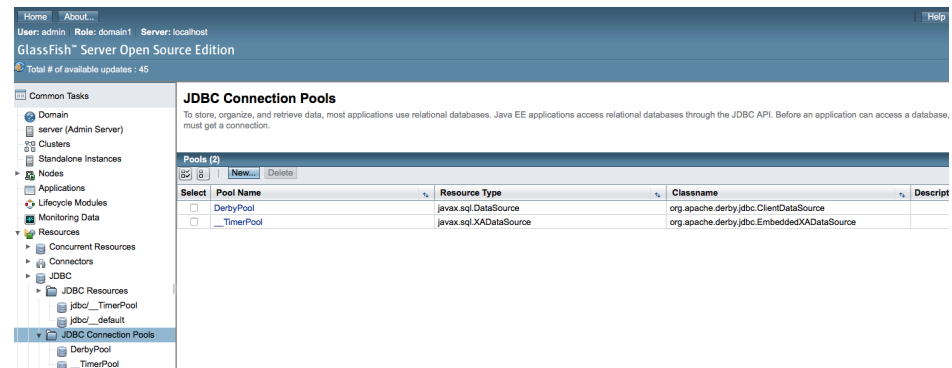 Home About... Help
User: admin Role: domain1 Server: localhost
GlassFish™ Server Open Source Edition
Total # of available updates : 45
Common Tasks
Domain
server (Admin Server)
Clusters
Standalone Instances
Nodes
Applications
Lifecycle Modules
Monitoring Data
Resources
Concurrent Resources
Connectors
JDBC
JDBC Resources
jdbc/__TimerPool
jdbc/__default
JDBC Connection Pools
DerbyPool
__TimerPool
JDBC Connection Pools
To store, organize, and retrieve data, most applications use relational databases. Java EE applications access relational databases through the JDBC API. Before an application can access a database,
must get a connection.
Pools (2)
New... Delete
Select Pool Name Resource Type Classname Descript
DerbyPool javax.sql.DataSource org.apache.derby.jdbc.ClientDataSource
__TimerPool javax.sql.XADataSource org.apache.derby.jdbc.EmbeddedXADataSource